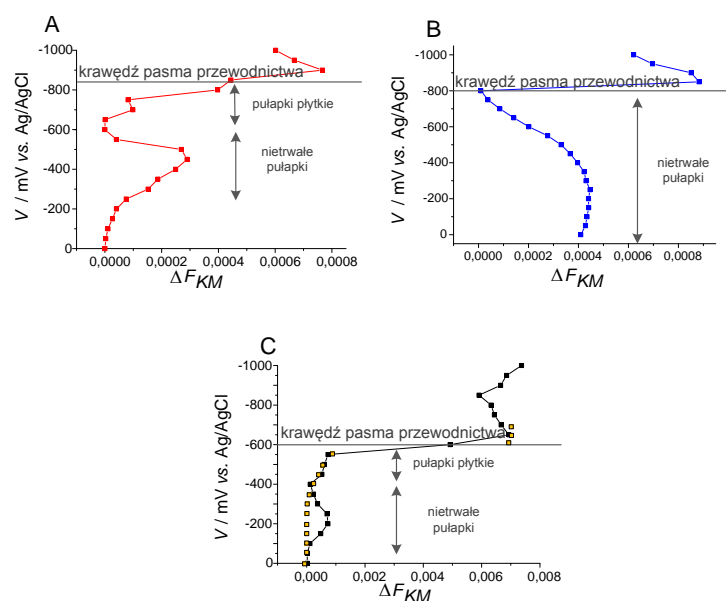 A
-1000
krawędź pasma przewodnictwa
-800
pułapki płytkie
-600
-400
nietrwałe
pułapki
-200
0
0,0000
0,0002
0,0004
0,0006
0,0008
V / mV vs. Ag/AgCl
ΔF_KM
B
-1000
krawędź pasma przewodnictwa
-800
-600
-400
nietrwałe
pułapki
-200
0
0,0000
0,0002
0,0004
0,0006
0,0008
V / mV vs. Ag/AgCl
ΔF_KM
C
-1000
-800
krawędź pasma przewodnictwa
-600
pułapki płytkie
-400
nietrwałe
pułapki
-200
0
0,000
0,002
0,004
0,006
0,008
V / mV vs. Ag/AgCl
ΔF_KM